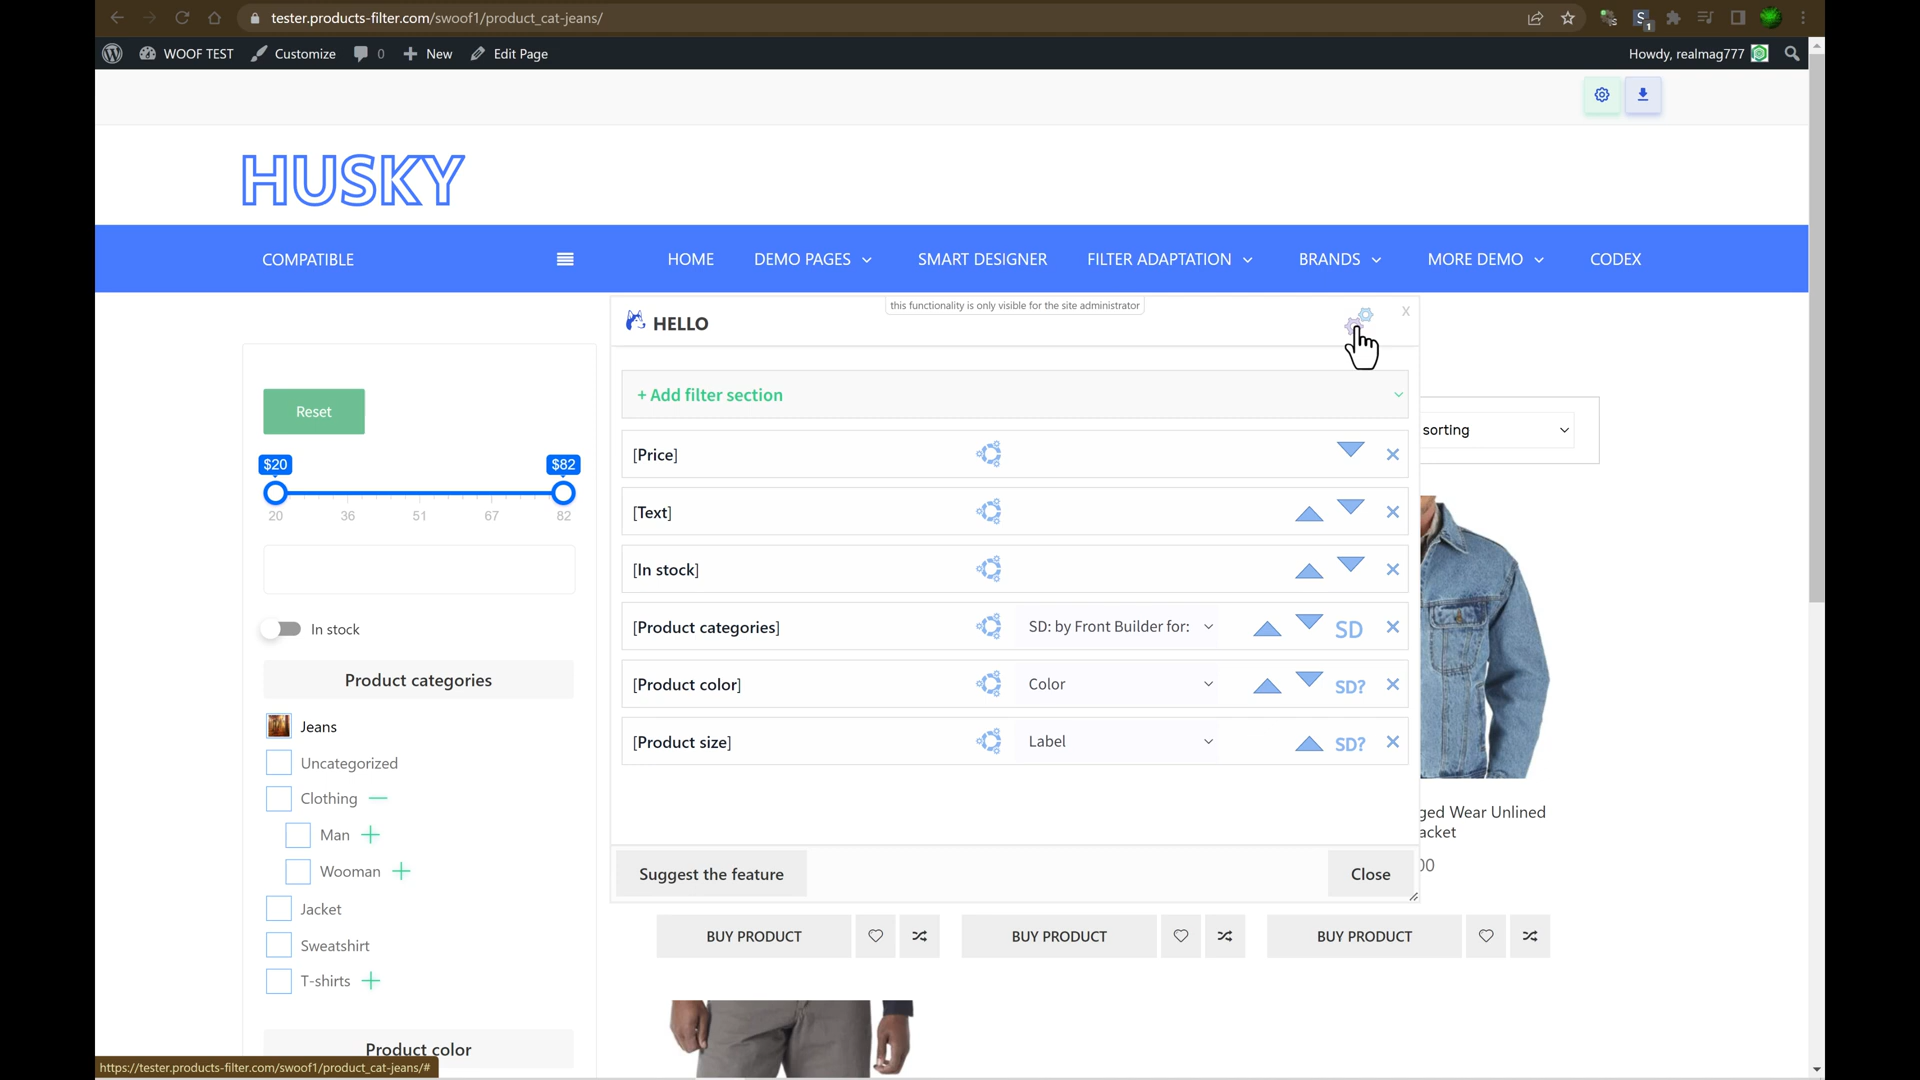 tester.products-filter.com/swoof1/product_cat-jeans/
WOOF TEST
Customize
0
New
Edit Page
Howdy, realmag777
HUSKY
COMPATIBLE
HOME
DEMO PAGES
SMART DESIGNER
FILTER ADAPTATION
BRANDS
MORE DEMO
CODEX
this functionality is only visible for the site administrator
HELLO
x
+ Add filter section
[Price]
[Text]
[In stock]
[Product categories]
SD: by Front Builder for:
SD
[Product color]
Color
SD?
[Product size]
Label
SD?
Suggest the feature
Close
Reset
$20
$82
20
36
51
67
82
In stock
Product categories
Jeans
Uncategorized
Clothing
Man
Wooman
Jacket
Sweatshirt
T-shirts
Product color
sorting
ged Wear Unlined
acket
00
BUY PRODUCT
BUY PRODUCT
BUY PRODUCT
https://tester.products-filter.com/swoof1/product_cat-jeans/#